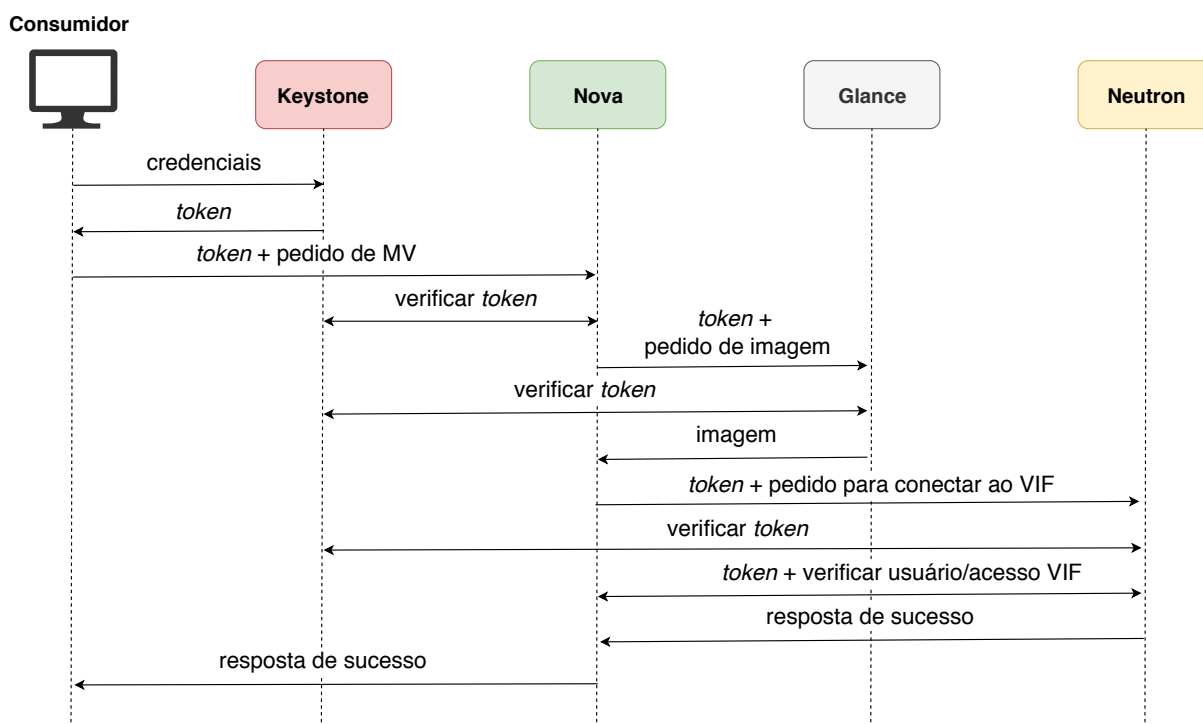 Consumidor
Keystone
Nova
Glance
Neutron
credenciais
token
token + pedido de MV
verificar token
token +
pedido de imagem
verificar token
imagem
token + pedido para conectar ao VIF
verificar token
token + verificar usuário/acesso VIF
resposta de sucesso
resposta de sucesso